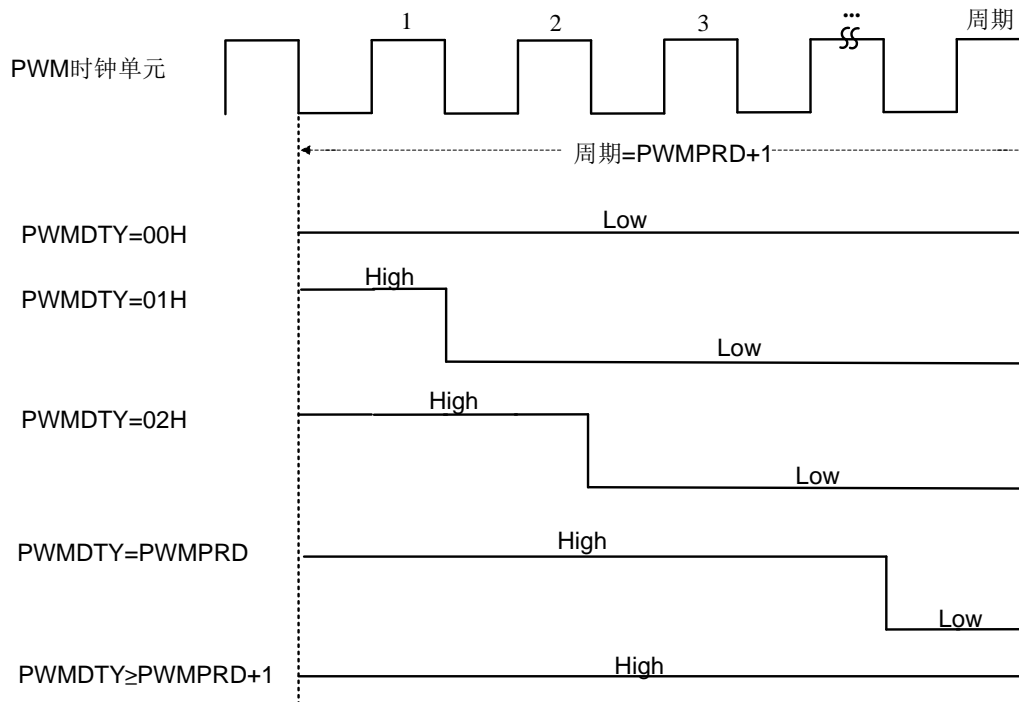 1 2 3 ... 周期
PWM时钟单元
周期=PWMPRD+1
PWMDTY=00H
Low
PWMDTY=01H
High
Low
PWMDTY=02H
High
Low
PWMDTY=PWMPRD
High
Low
PWMDTY≥PWMPRD+1
High